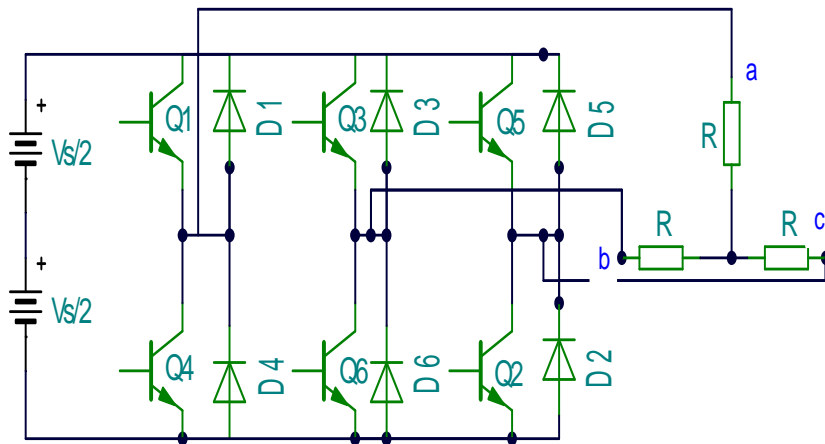 a
+
Q1
D1
Q3
D3
Q5
D5
R
Vs/2
R
R
c
b
+
Vs/2
Q4
D4
Q6
D6
Q2
D2